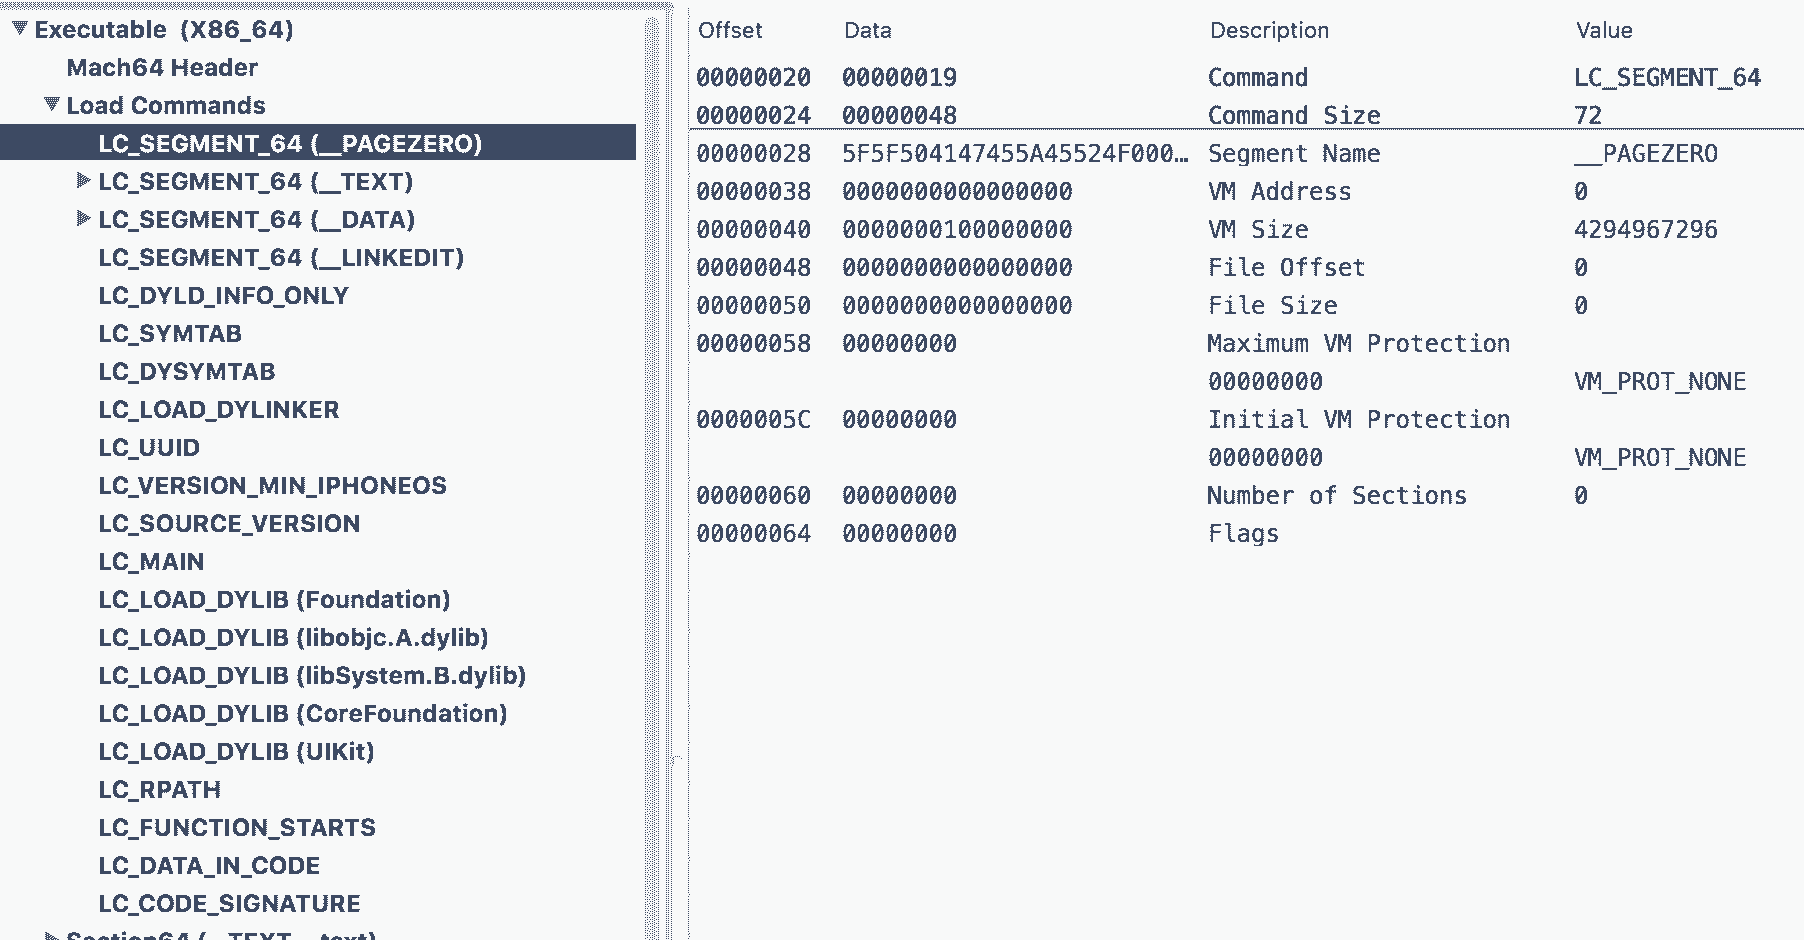 Executable (X86_64)
Mach64 Header
Load Commands
LC_SEGMENT_64 (__PAGEZERO)
LC_SEGMENT_64 (__TEXT)
LC_SEGMENT_64 (__DATA)
LC_SEGMENT_64 (__LINKEDIT)
LC_DYLD_INFO_ONLY
LC_SYMTAB
LC_DYSYMTAB
LC_LOAD_DYLINKER
LC_UUID
LC_VERSION_MIN_IPHONEOS
LC_SOURCE_VERSION
LC_MAIN
LC_LOAD_DYLIB (Foundation)
LC_LOAD_DYLIB (libobjc.A.dylib)
LC_LOAD_DYLIB (libSystem.B.dylib)
LC_LOAD_DYLIB (CoreFoundation)
LC_LOAD_DYLIB (UIKit)
LC_RPATH
LC_FUNCTION_STARTS
LC_DATA_IN_CODE
LC_CODE_SIGNATURE
Section64 (__TEXT,__text)
Offset Data Description Value
00000020 00000019 Command LC_SEGMENT_64
00000024 00000048 Command Size 72
00000028 5F5F504147455A45524F000… Segment Name __PAGEZERO
00000038 0000000000000000 VM Address 0
00000040 0000000100000000 VM Size 4294967296
00000048 0000000000000000 File Offset 0
00000050 0000000000000000 File Size 0
00000058 00000000 Maximum VM Protection
00000000 VM_PROT_NONE
0000005C 00000000 Initial VM Protection
00000000 VM_PROT_NONE
00000060 00000000 Number of Sections 0
00000064 00000000 Flags